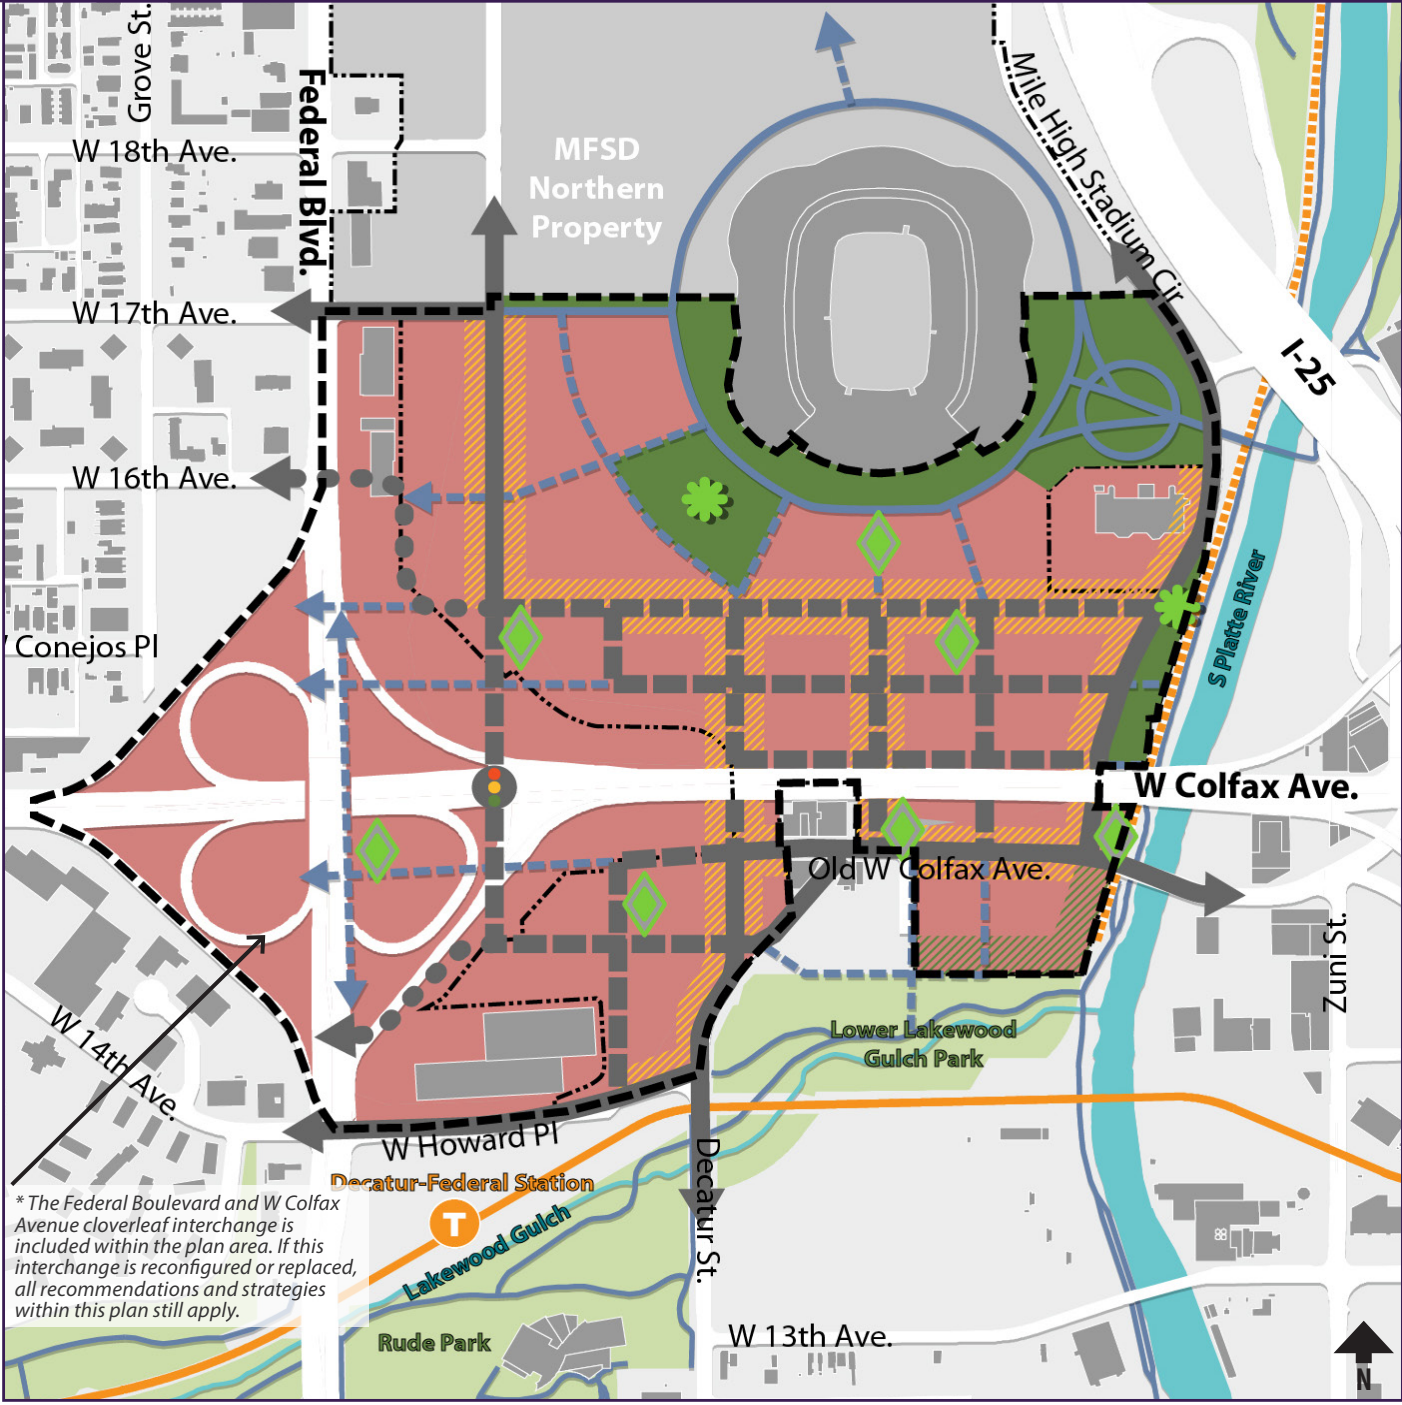 Grove St.
Federal Blvd.
W 18th Ave.
MFSD
Northern
Property
Mile High Stadium Cir
W 17th Ave.
I-25
W 16th Ave.
S Platte River
Conejos Pl
W Colfax Ave.
Old W Colfax Ave.
Zuni St.
W 14th Ave.
Lower Lakewood
Gulch Park
W Howard Pl
Decatur St.
Decatur-Federal Station
T
Lakewood Gulch
* The Federal Boulevard and W Colfax
Avenue cloverleaf interchange is
included within the plan area. If this
interchange is reconfigured or replaced,
all recommendations and strategies
within this plan still apply.
Rude Park
W 13th Ave.
N